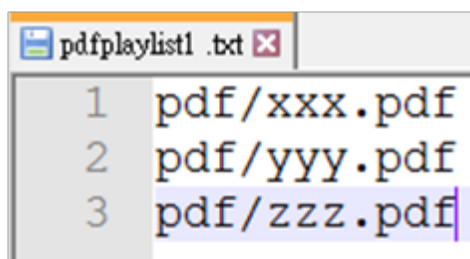 pdfplaylist1 .txt
1 pdf/xxx.pdf
2 pdf/yyy.pdf
3 pdf/zzz.pdf